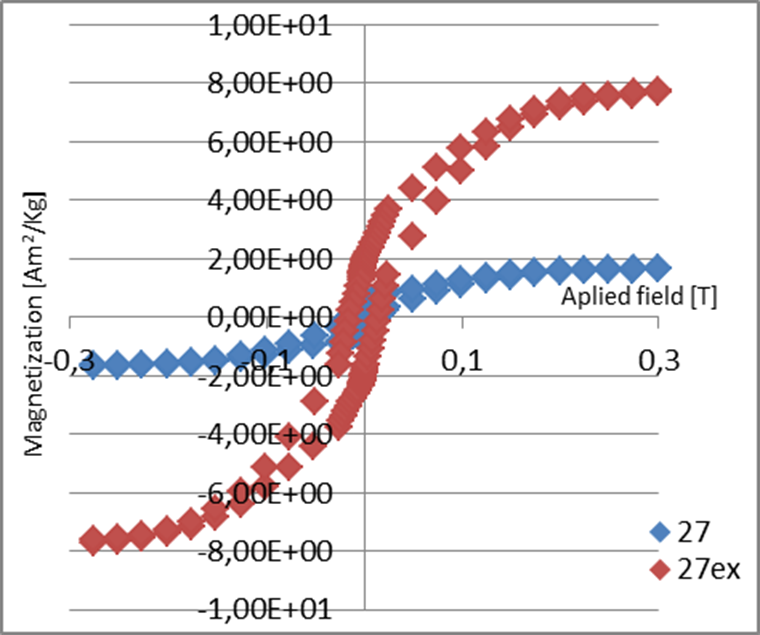 1,00E+01
8,00E+00
6,00E+00
4,00E+00
2,00E+00
0,00E+00
-2,00E+00
-4,00E+00
-6,00E+00
-8,00E+00
-1,00E+01
-0,3
-0,1
0,1
0,3
Magnetization [Am²/Kg]
Aplied field [T]
27
27ex